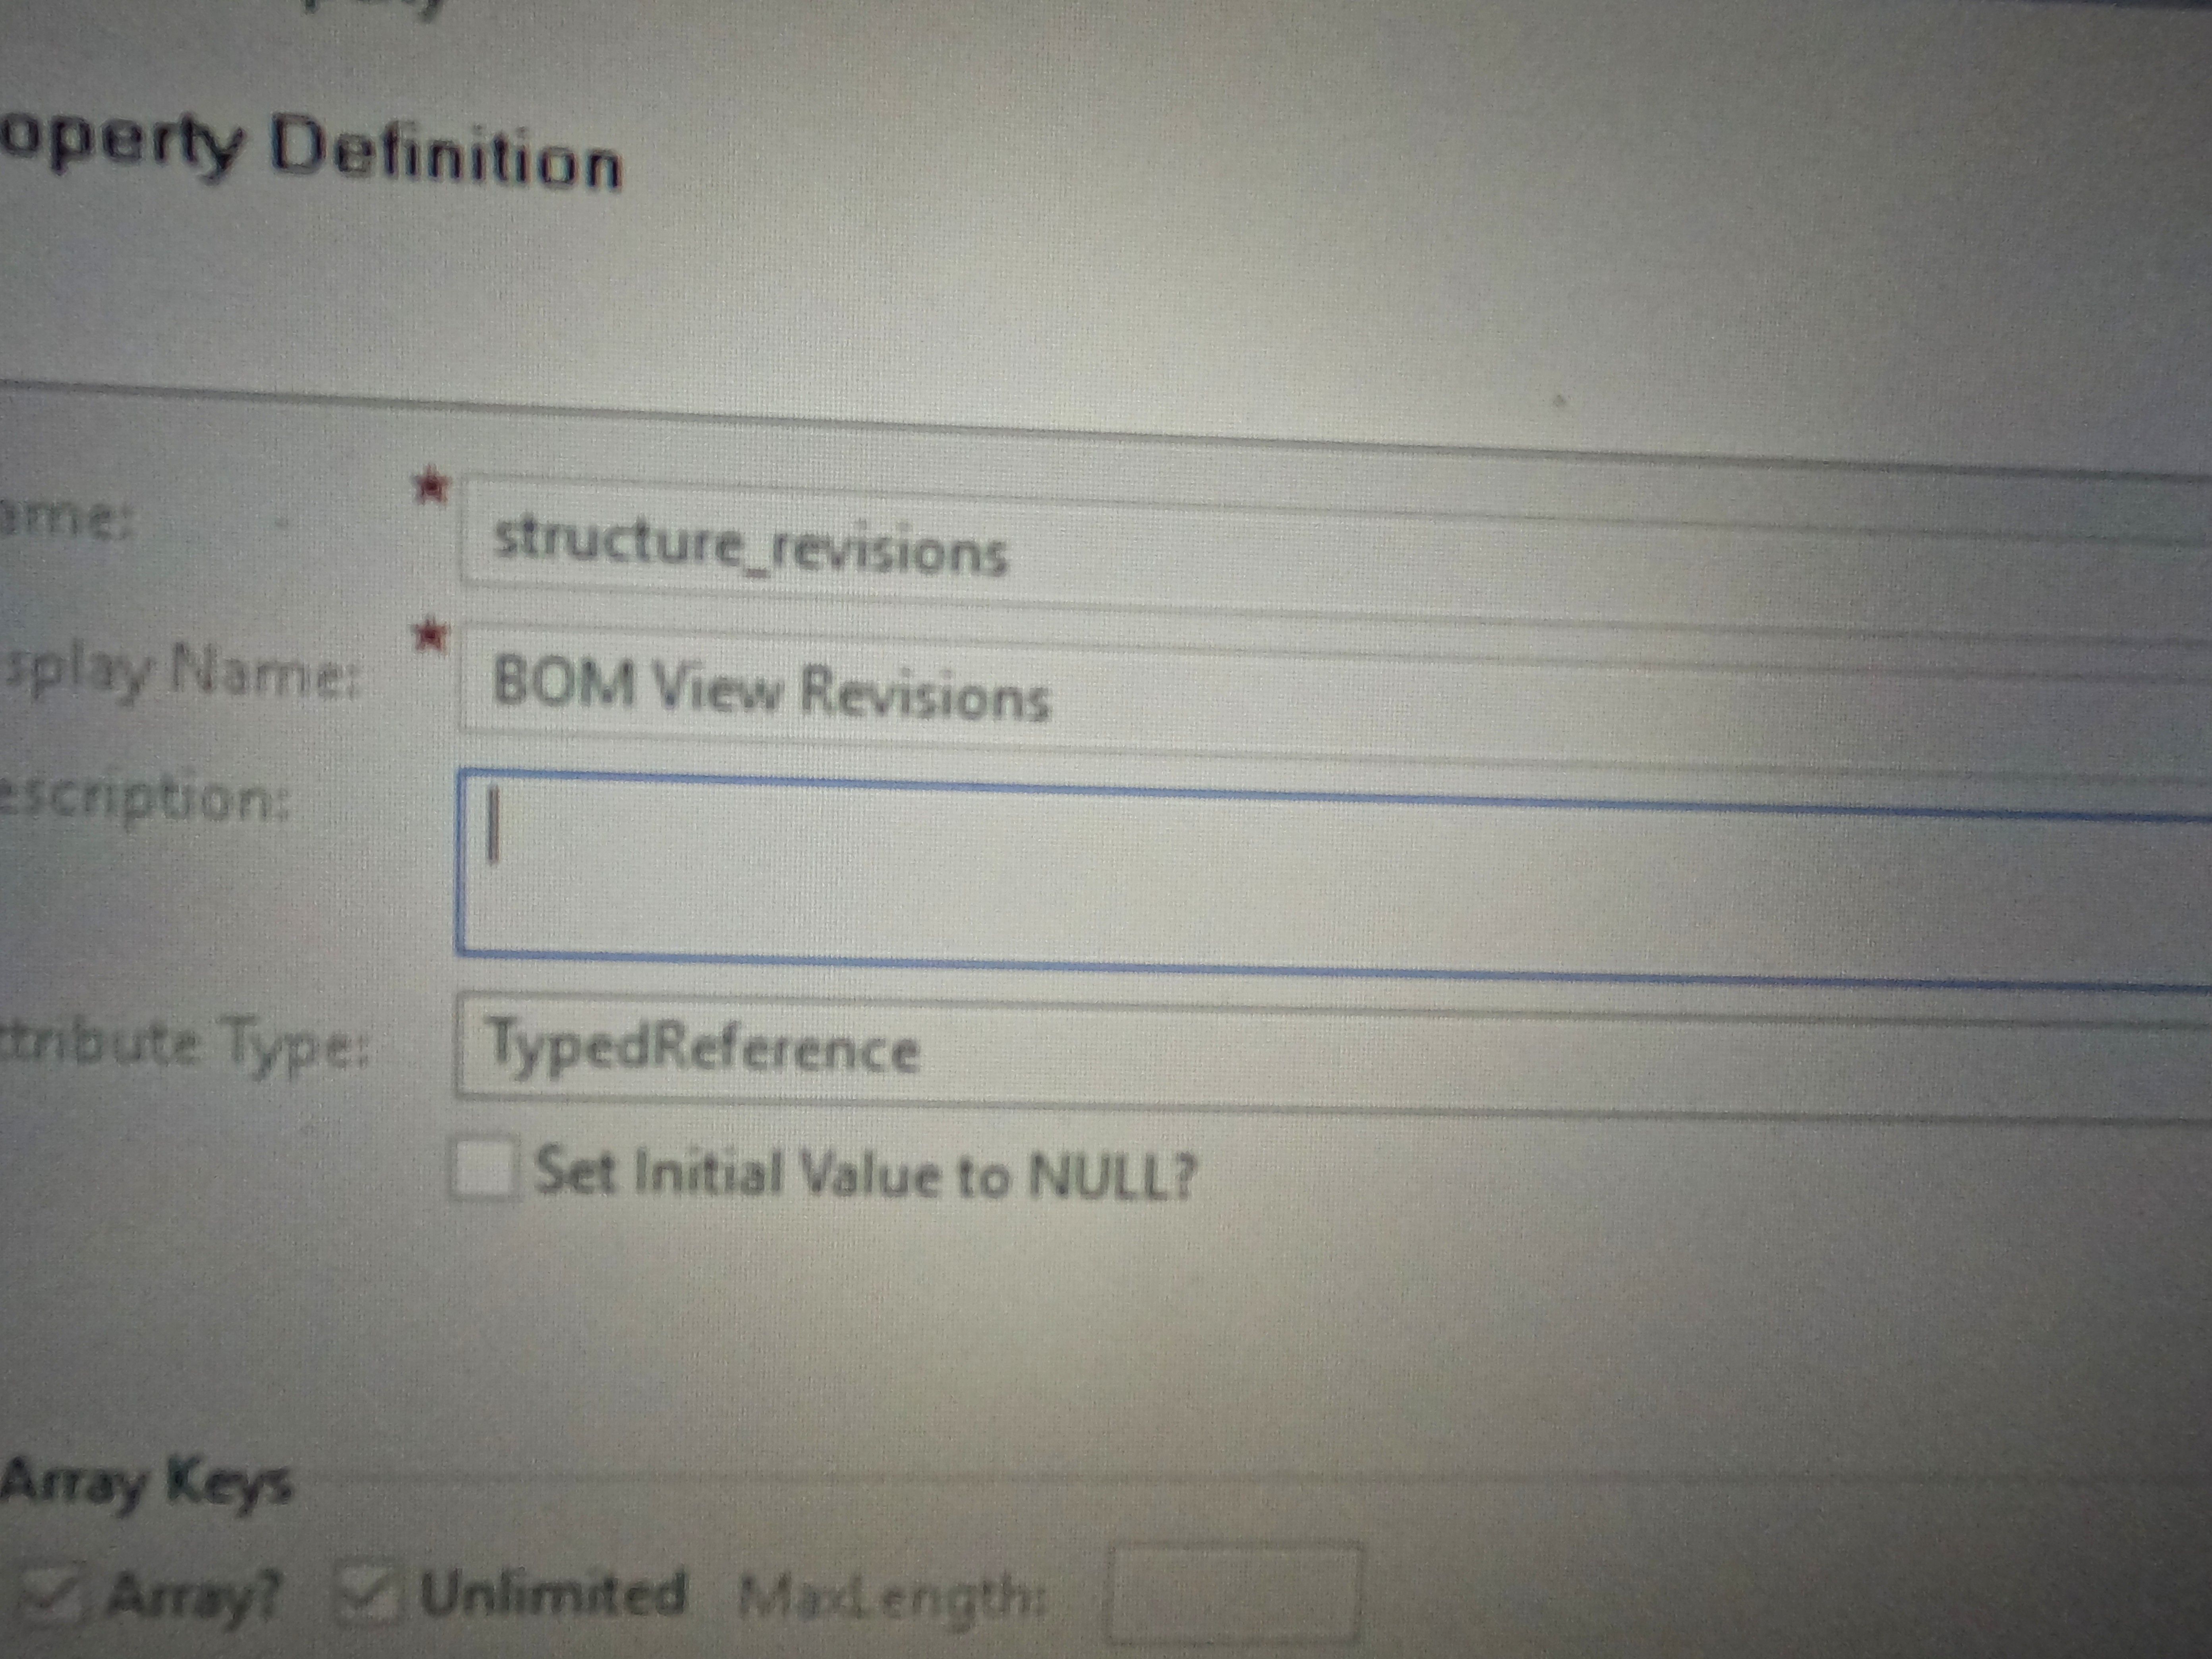 operty Definition
ame:
structure_revisions
splay Name:
BOM View Revisions
escription:
ttribute Type:
TypedReference
Set Initial Value to NULL?
Array Keys
Array? Unlimited MaxLength: